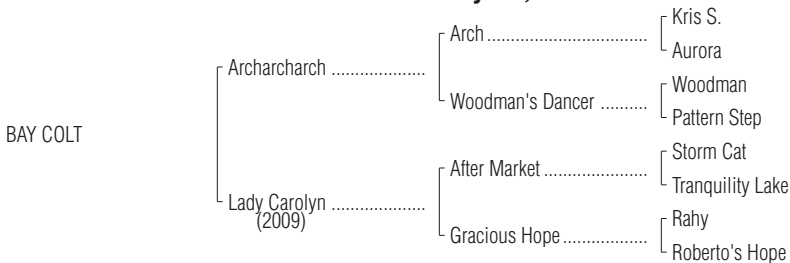 Kris S.
Arch ..................................
Aurora
Archarcharch ....................
Woodman
Woodman's Dancer ..........
Pattern Step
BAY COLT
Storm Cat
After Market ......................
Tranquility Lake
Lady Carolyn ....................
(2009)
Rahy
Gracious Hope..................
Roberto's Hope